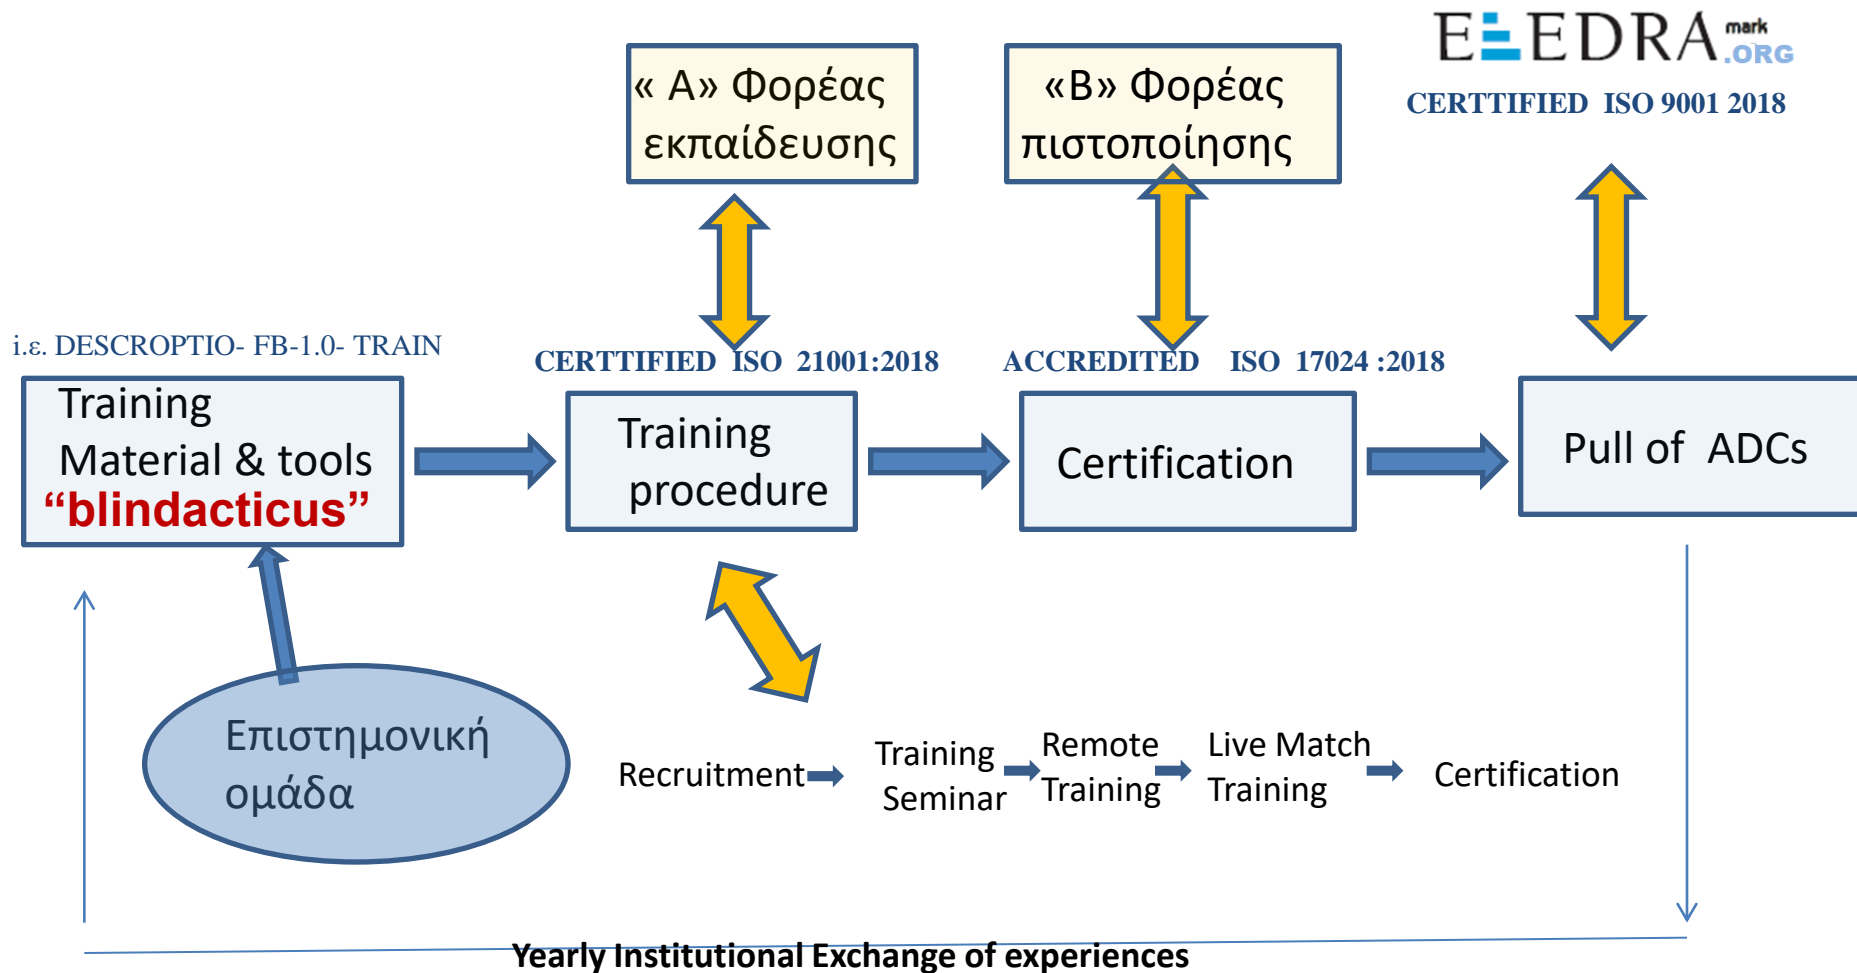 E EDRA mark
.ORG
CERTTIFIED ISO 9001 2018
« Α» Φορέας
εκπαίδευσης
«Β» Φορέας
πιστοποίησης
i.ε. DESCROPTIO- FB-1.0- TRAIN
CERTTIFIED ISO 21001:2018
ACCREDITED ISO 17024 :2018
Training
Material & tools
“blindacticus”
Training
procedure
Certification
Pull of ADCs
Επιστημονική
ομάδα
Recruitment
Training
Seminar
Remote
Training
Live Match
Training
Certification
Yearly Institutional Exchange of experiences